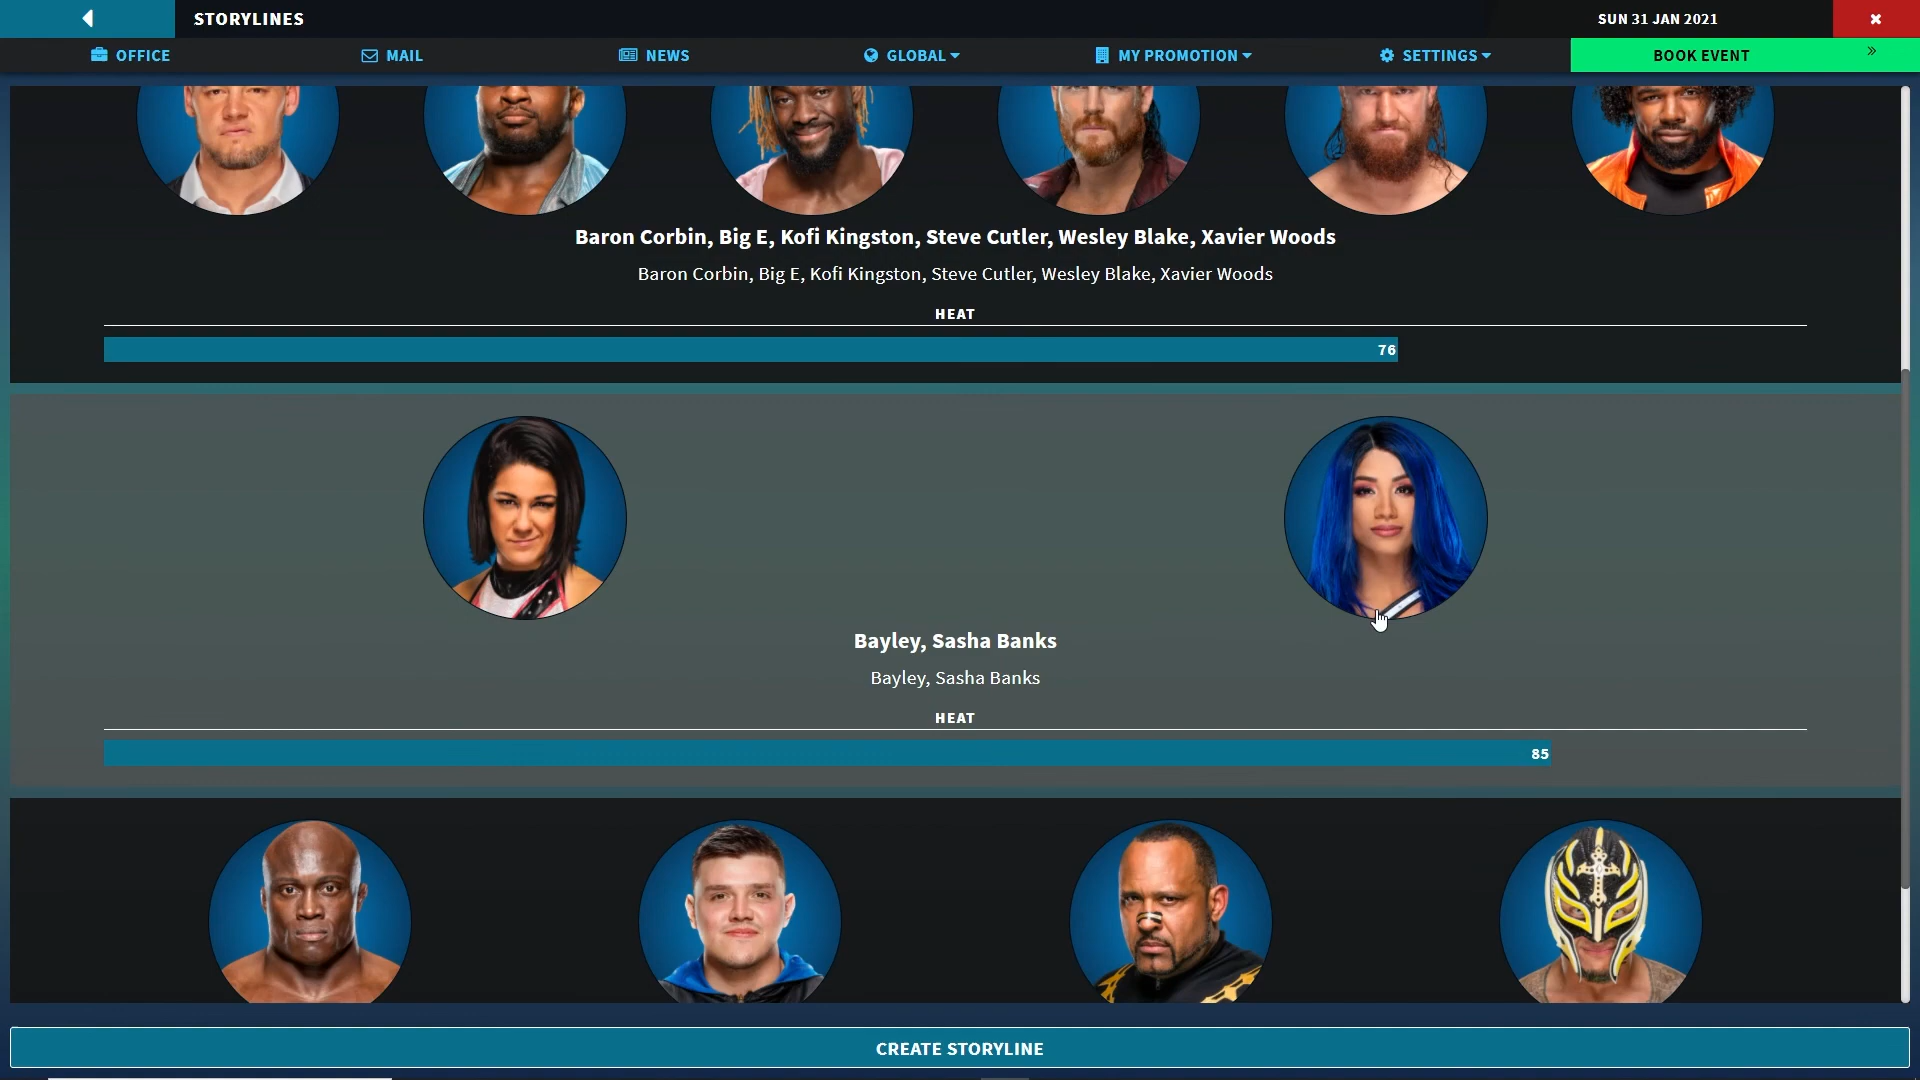 STORYLINES
SUN 31 JAN 2021
OFFICE
MAIL
NEWS
GLOBAL
MY PROMOTION
SETTINGS
BOOK EVENT
Baron Corbin, Big E, Kofi Kingston, Steve Cutler, Wesley Blake, Xavier Woods
Baron Corbin, Big E, Kofi Kingston, Steve Cutler, Wesley Blake, Xavier Woods
HEAT
76
Bayley, Sasha Banks
Bayley, Sasha Banks
HEAT
85
CREATE STORYLINE